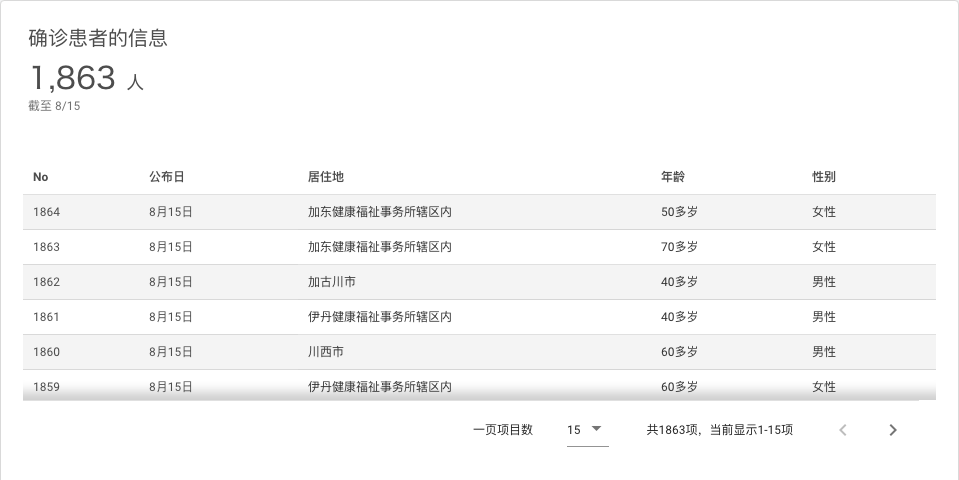 确诊患者的信息
1,863 人
截至 8/15
No 公布日 居住地 年龄 性别
1864 8月15日 加东健康福祉事务所辖区内 50多岁 女性
1863 8月15日 加东健康福祉事务所辖区内 70多岁 女性
1862 8月15日 加古川市 40多岁 男性
1861 8月15日 伊丹健康福祉事务所辖区内 40多岁 男性
1860 8月15日 川西市 60多岁 男性
1859 8月15日 伊丹健康福祉事务所辖区内 60多岁 女性
一页项目数 15 共1863项，当前显示1-15项